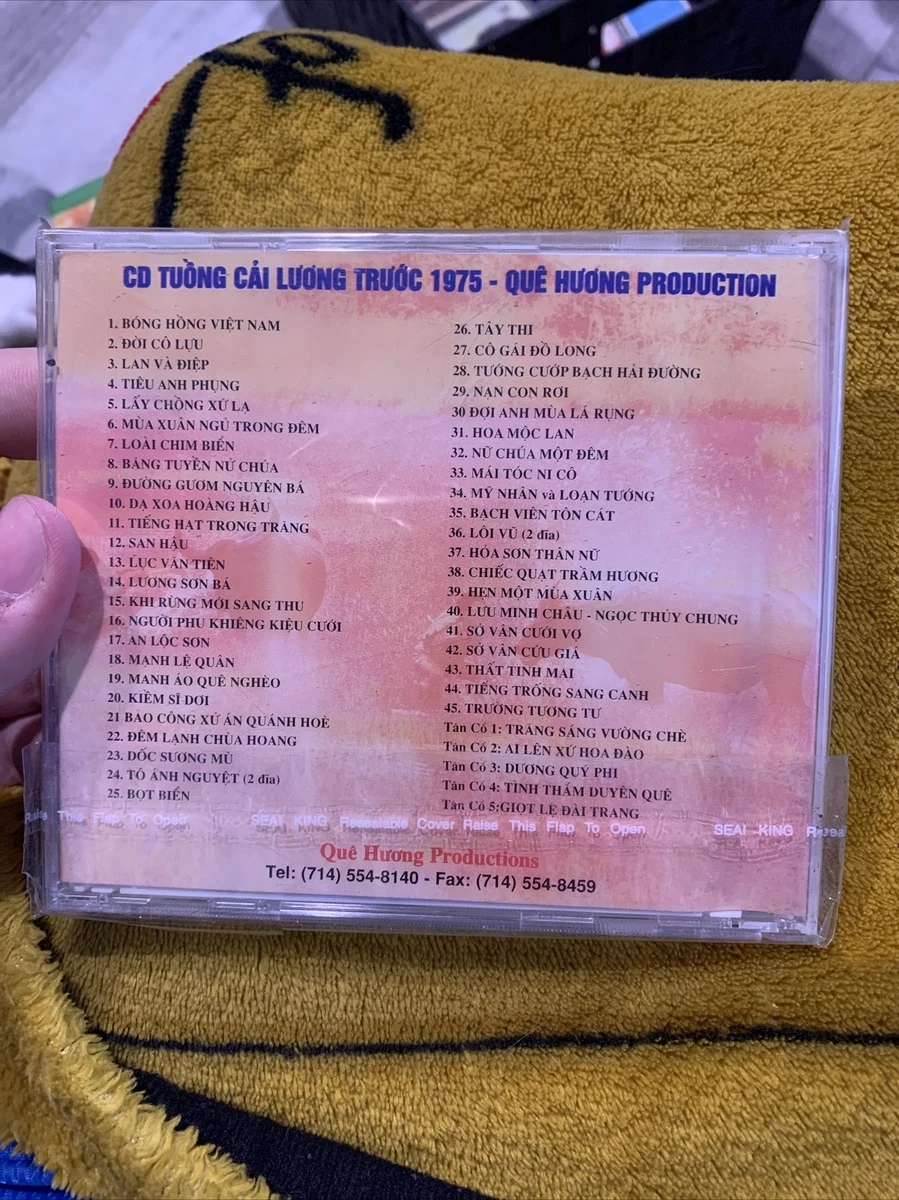 CD TUỒNG CẢI LƯƠNG TRƯỚC 1975 - QUÊ HƯƠNG PRODUCTION
1. BÓNG HỒNG VIỆT NAM
2. ĐỜI CÔ LỰU
3. LAN VÀ ĐIỆP
4. TIÊU ANH PHỤNG
5. LẤY CHỒNG XỨ LẠ
6. MÙA XUÂN NGỦ TRONG ĐÊM
7. LOÀI CHIM BIỂN
8. BĂNG TUYỀN NỮ CHÚA
9. ĐƯỜNG GƯƠM NGUYÊN BÁ
10. DẠ XOA HOÀNG HẬU
11. TIẾNG HẠT TRONG TRĂNG
12. SAN HẬU
13. LỤC VÂN TIÊN
14. LƯƠNG SƠN BÁ
15. KHI RỪNG MỚI SANG THU
16. NGƯỜI PHU KHIÊNG KIỆU CƯỚI
17. AN LỘC SƠN
18. MẠNH LỆ QUÂN
19. MANH ÁO QUÊ NGHÈO
20. KIẾM SĨ DƠI
21 BAO CÔNG XỬ ÁN QUÁNH HOÈ
22. ĐÊM LẠNH CHÙA HOANG
23. DỐC SƯƠNG MÙ
24. TÔ ÁNH NGUYỆT (2 đĩa)
25. BỌT BIỂN
26. TÂY THI
27. CÔ GÁI ĐỒ LONG
28. TƯỚNG CƯỚP BẠCH HẢI ĐƯỜNG
29. NẠN CON RƠI
30 ĐỢI ANH MÙA LÁ RỤNG
31. HOA MỘC LAN
32. NỮ CHÚA MỘT ĐÊM
33. MÁI TÓC NI CÔ
34. MỸ NHÂN và LOẠN TƯỚNG
35. BẠCH VIÊN TÔN CÁT
36. LÔI VŨ (2 đĩa)
37. HỎA SƠN THẦN NỮ
38. CHIẾC QUẠT TRẦM HƯƠNG
39. HẸN MỘT MÙA XUÂN
40. LƯU MINH CHÂU - NGỌC THỦY CHUNG
41. SỞ VÂN CƯỚI VỢ
42. SỞ VÂN CỨU GIÁ
43. THẤT TINH MAI
44. TIẾNG TRỐNG SANG CANH
45. TRƯỜNG TƯƠNG TƯ
Tân Cổ 1: TRĂNG SÁNG VƯỜN CHÈ
Tân Cổ 2: AI LÊN XỨ HOA ĐÀO
Tân Cổ 3: DƯƠNG QUÝ PHI
Tân Cổ 4: TÌNH THẮM DUYÊN QUÊ
Tân Cổ 5:GIỌT LỆ ĐÀI TRANG
Raise This Flap To Open SEAL KING Resealable Cover Raise This Flap To Open SEAL KING
Quê Hương Productions
Tel: (714) 554-8140 - Fax: (714) 554-8459